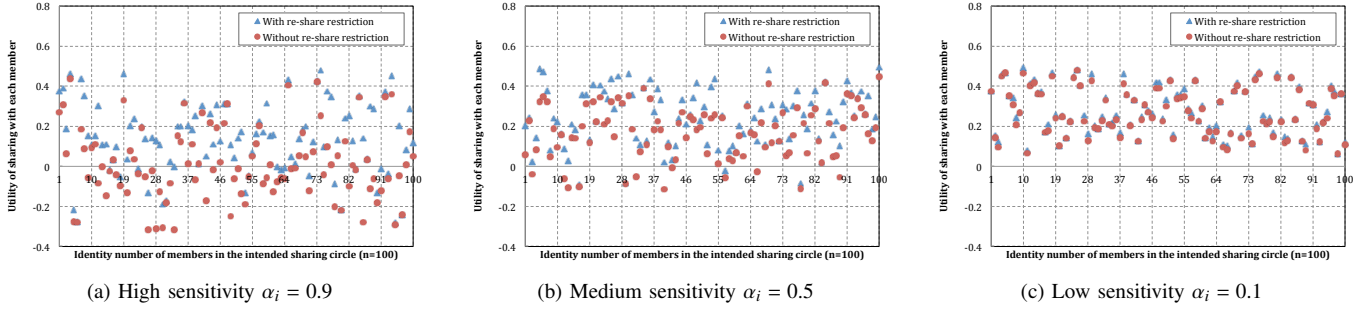 0.8
0.6
0.4
0.2
0
-0.2
-0.4
Utility of sharing with each member
With re-share restriction
Without re-share restriction
1 10 19 28 37 46 55 64 73 82 91 100
Identity number of members in the intended sharing circle (n=100)
(a) High sensitivity αi = 0.9
0.8
0.6
0.4
0.2
0
-0.2
-0.4
Utility of sharing with each member
With re-share restriction
Without re-share restriction
1 10 19 28 37 46 55 64 73 82 91 100
Identity number of members in the intended sharing circle (n=100)
(b) Medium sensitivity αi = 0.5
0.8
0.6
0.4
0.2
0
-0.2
-0.4
Utility of sharing with each member
With re-share restriction
Without re-share restriction
1 10 19 28 37 46 55 64 73 82 91 100
Identity number of members in the intended sharing circle (n=100)
(c) Low sensitivity αi = 0.1